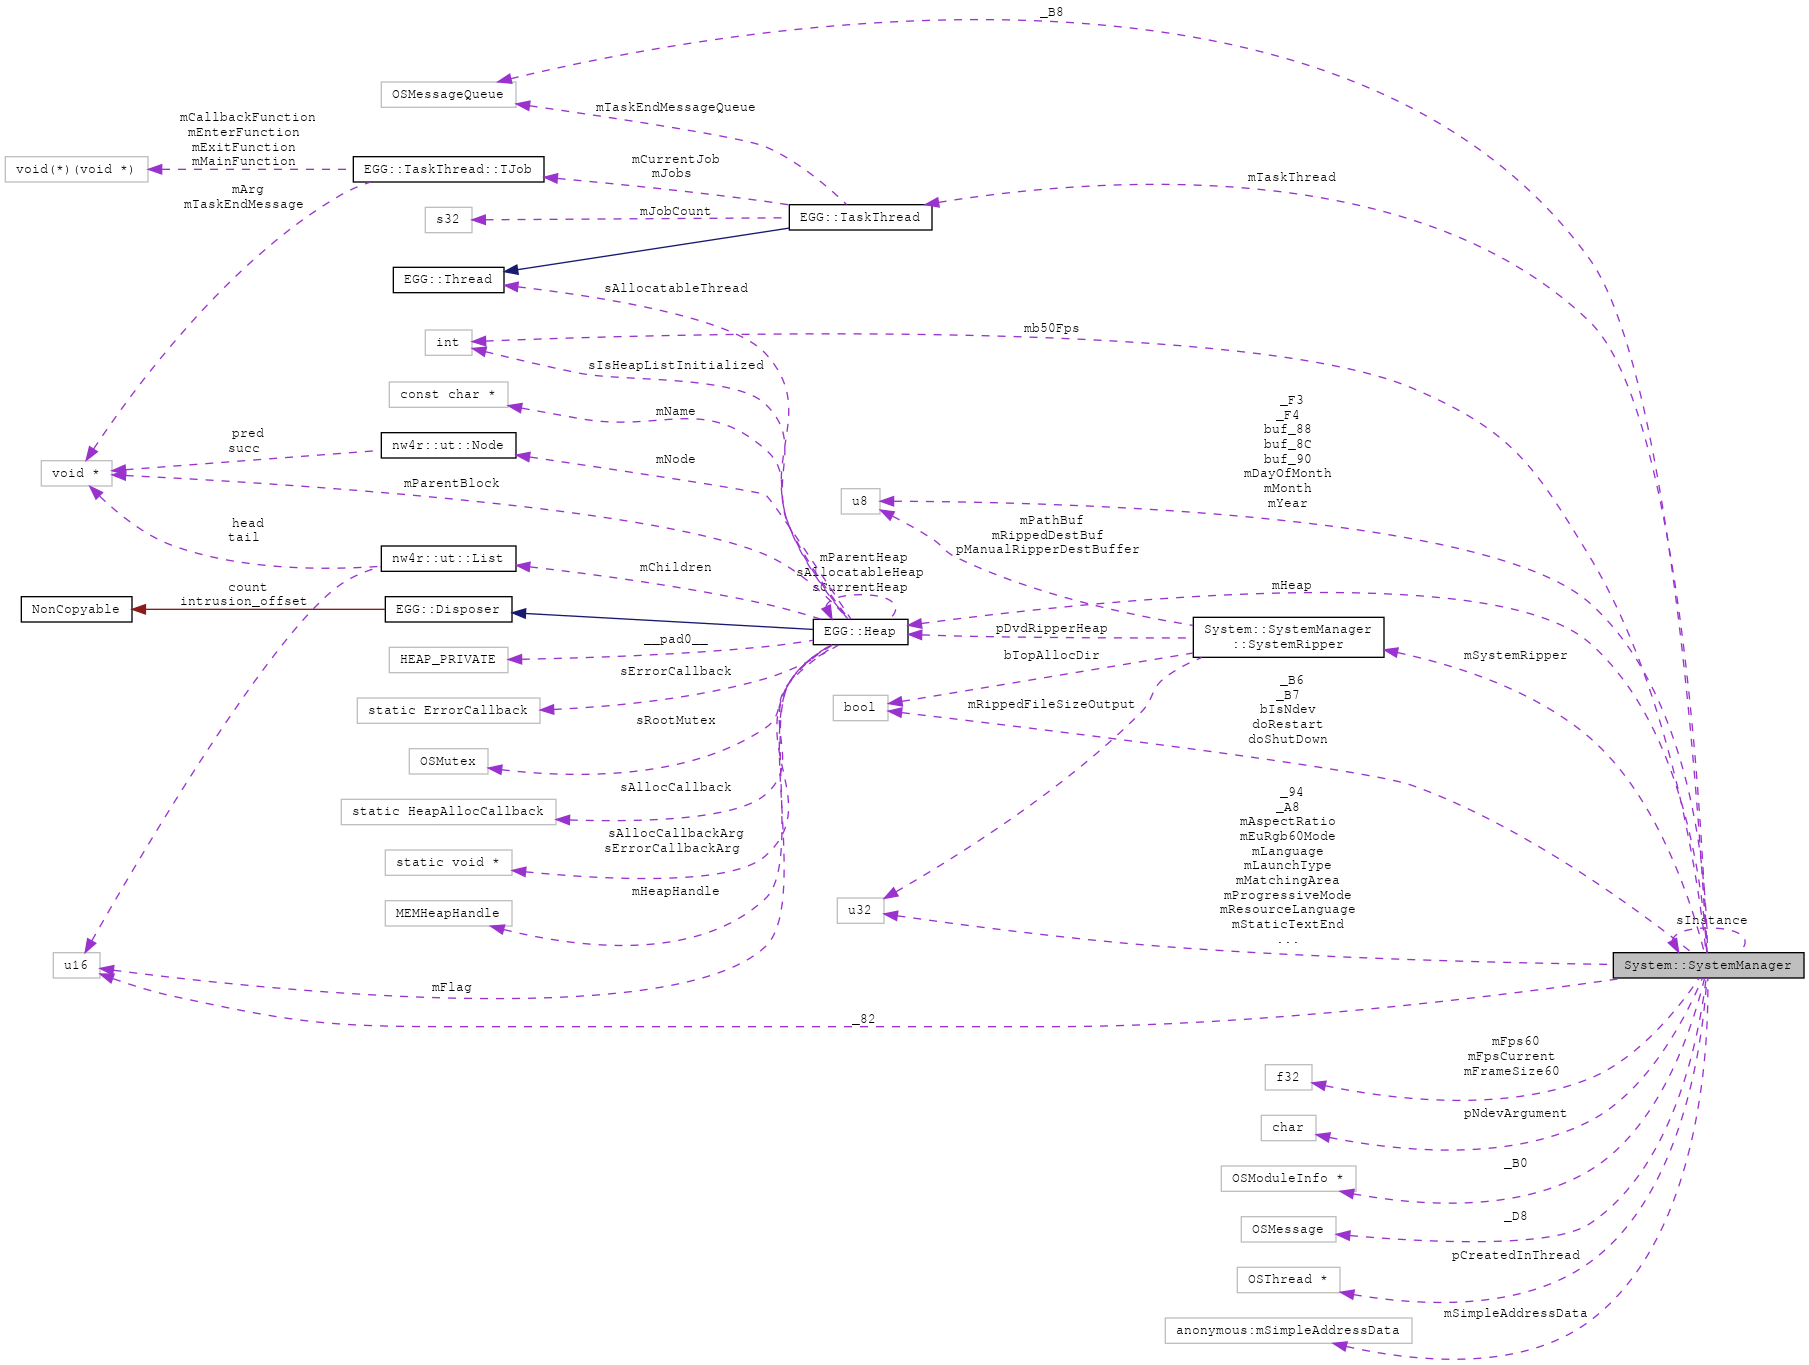 _B8
OSMessageQueue
mTaskEndMessageQueue
mCallbackFunction
mEnterFunction
mExitFunction
mMainFunction
void(*)(void *)
EGG::TaskThread::TJob
mCurrentJob
mJobs
mTaskThread
mArg
mTaskEndMessage
s32
mJobCount
EGG::TaskThread
EGG::Thread
sAllocatableThread
int
mb50Fps
sIsHeapListInitialized
const char *
mName
_F3
_F4
buf_88
buf_8C
buf_90
mDayOfMonth
mMonth
mYear
pred
succ
nw4r::ut::Node
mNode
void *
mParentBlock
u8
mPathBuf
mRippedDestBuf
pManualRipperDestBuffer
head
tail
nw4r::ut::List
mChildren
mParentHeap
sAllocatableHeap
sCurrentHeap
mHeap
count
intrusion_offset
NonCopyable
EGG::Disposer
EGG::Heap
pDvdRipperHeap
System::SystemManager
::SystemRipper
__pad0__
HEAP_PRIVATE
bTopAllocDir
mSystemRipper
sErrorCallback
static ErrorCallback
bool
mRippedFileSizeOutput
_B6
_B7
bIsNdev
doRestart
doShutDown
sRootMutex
OSMutex
sAllocCallback
static HeapAllocCallback
_94
_A8
mAspectRatio
mEuRgb60Mode
mLanguage
mLaunchType
mMatchingArea
mProgressiveMode
mResourceLanguage
mStaticTextEnd
...
sAllocCallbackArg
sErrorCallbackArg
static void *
mHeapHandle
MEMHeapHandle
u32
sInstance
u16
System::SystemManager
mFlag
_82
mFps60
mFpsCurrent
mFrameSize60
f32
pNdevArgument
char
_B0
OSModuleInfo *
_D8
OSMessage
pCreatedInThread
OSThread *
mSimpleAddressData
anonymous:mSimpleAddressData